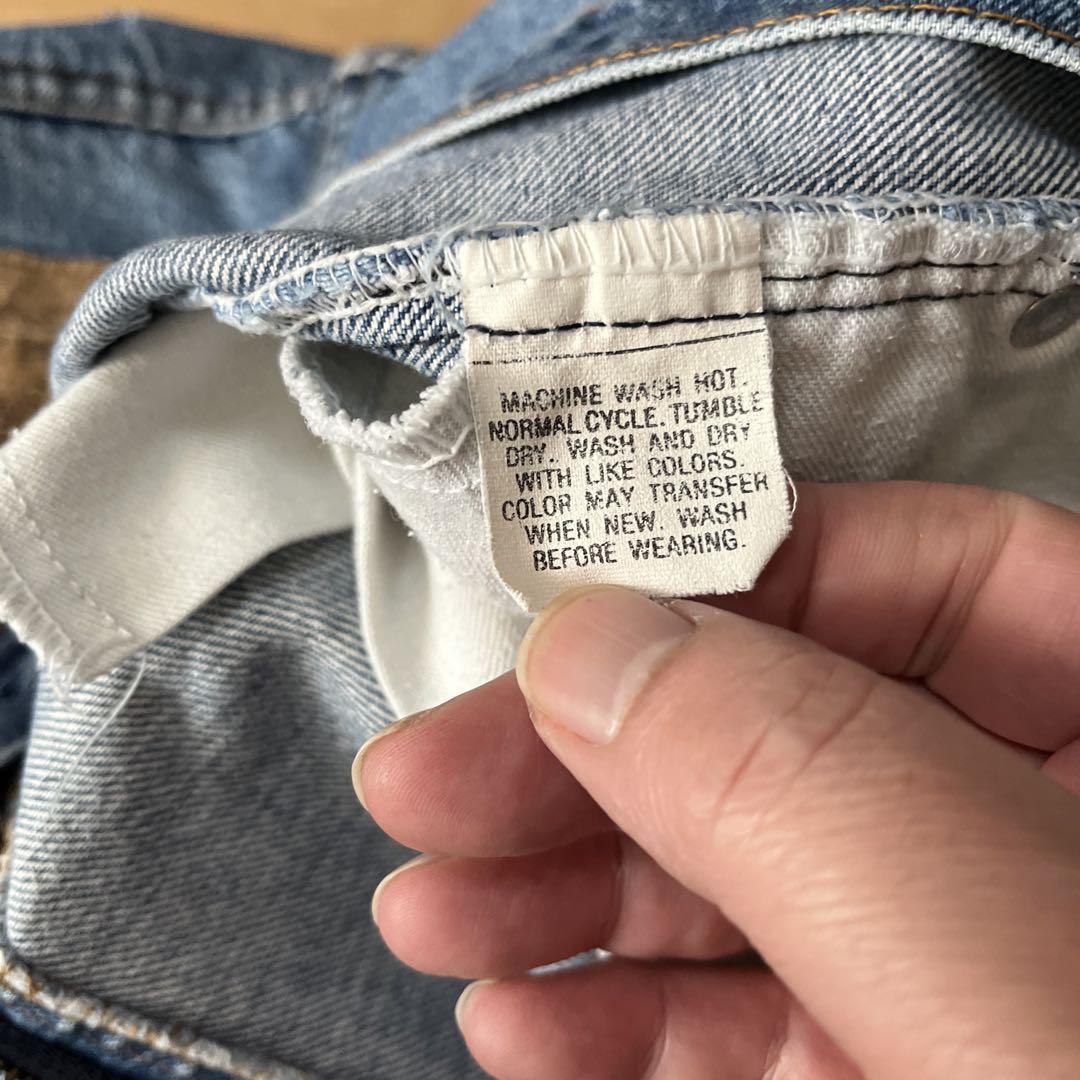 MACHINE WASH HOT.
NORMAL CYCLE. TUMBLE
DRY. WASH AND DRY
WITH LIKE COLORS.
COLOR MAY TRANSFER
WHEN NEW. WASH
BEFORE WEARING.